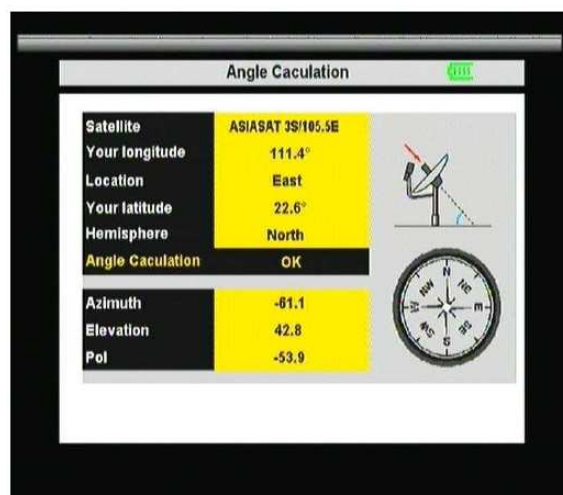 Angle Caculation
Satellite ASIASAT 3S/105.5E
Your longitude 111.4°
Location East
Your latitude 22.6°
Hemisphere North
Angle Caculation OK
Azimuth -61.1
Elevation 42.8
Pol -53.9
N
NW NE
W E
SW SE
S